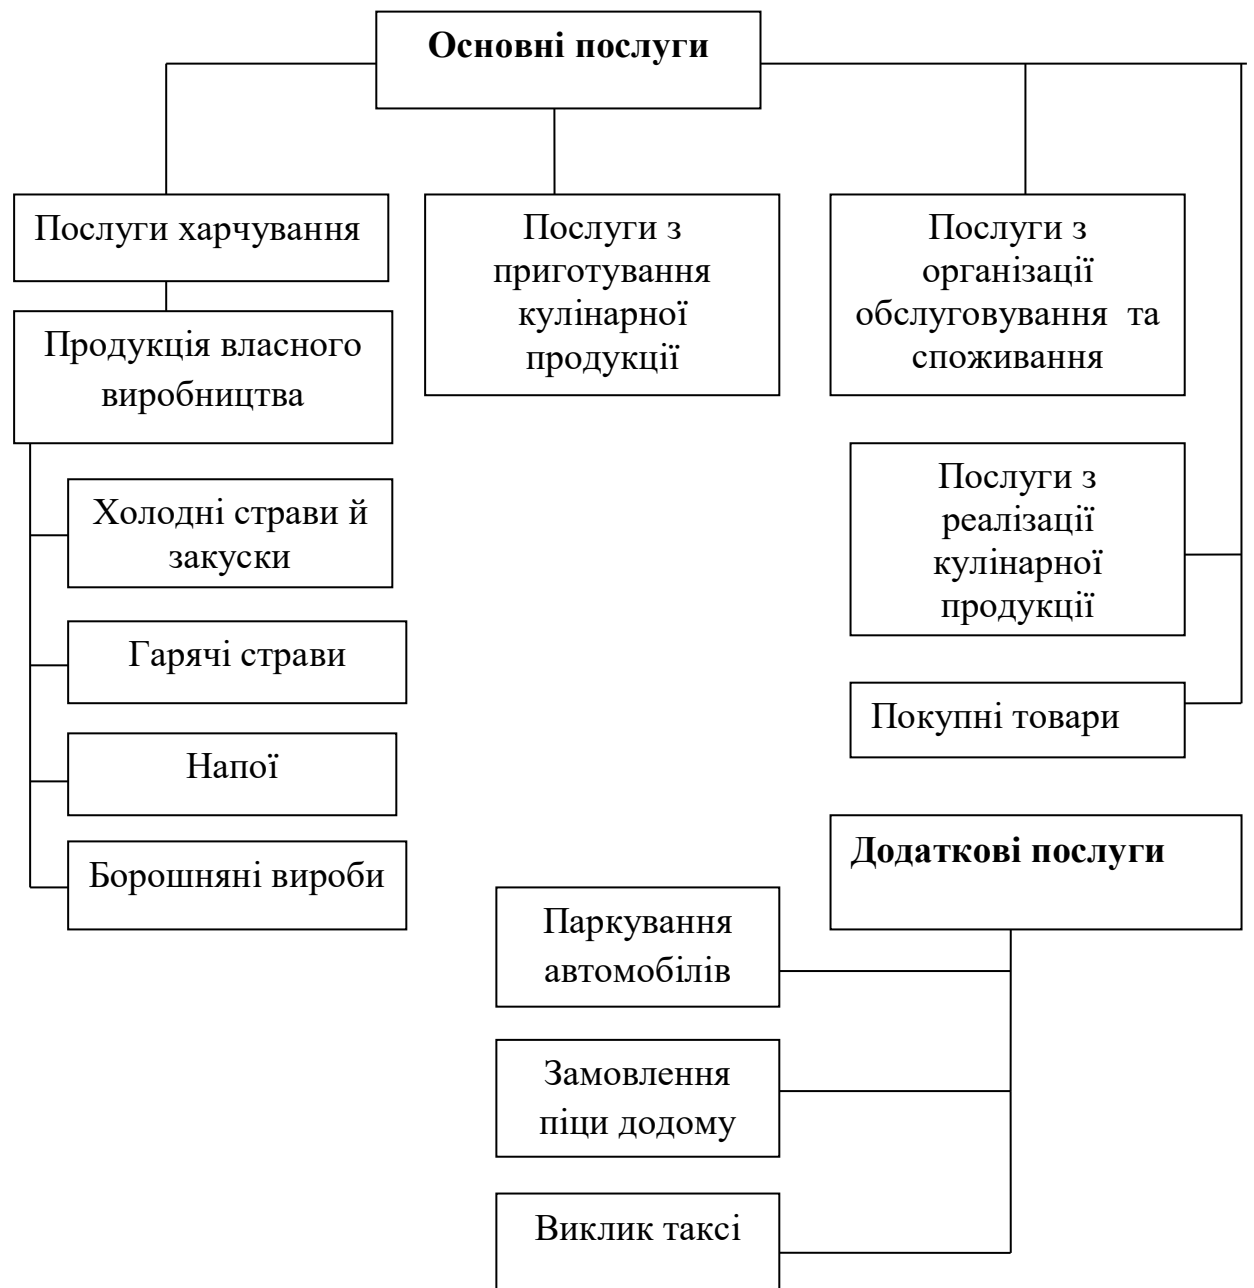 Основні послуги
Послуги харчування
Послуги з
приготування
кулінарної
продукції
Послуги з
організації
обслуговування та
споживання
Продукція власного
виробництва
Холодні страви й
закуски
Гарячі страви
Напої
Борошняні вироби
Послуги з
реалізації
кулінарної
продукції
Покупні товари
Додаткові послуги
Паркування
автомобілів
Замовлення
піци додому
Виклик таксі